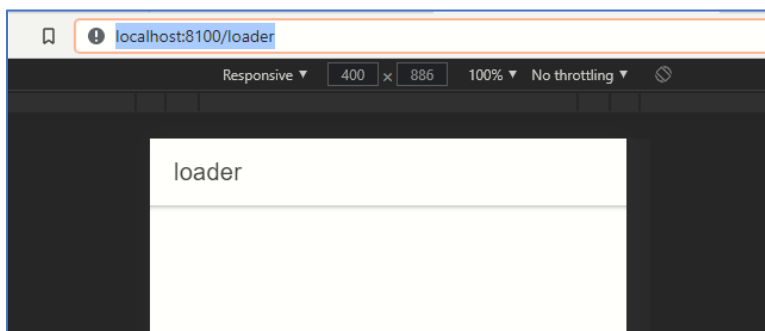 localhost:8100/loader
Responsive ▼ 400 × 886 100% ▼ No throttling ▼
loader